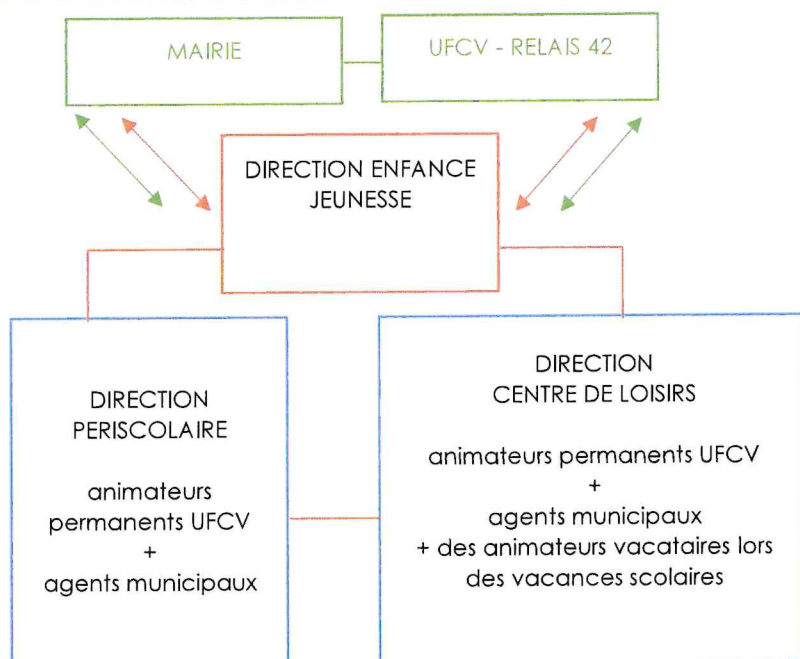 MAIRIE
UFCV - RELAIS 42
DIRECTION ENFANCE
JEUNESSE
DIRECTION
PERISCOLAIRE
animateurs
permanents UFCV
+
agents municipaux
DIRECTION
CENTRE DE LOISIRS
animateurs permanents UFCV
+
agents municipaux
+ des animateurs vacataires lors
des vacances scolaires